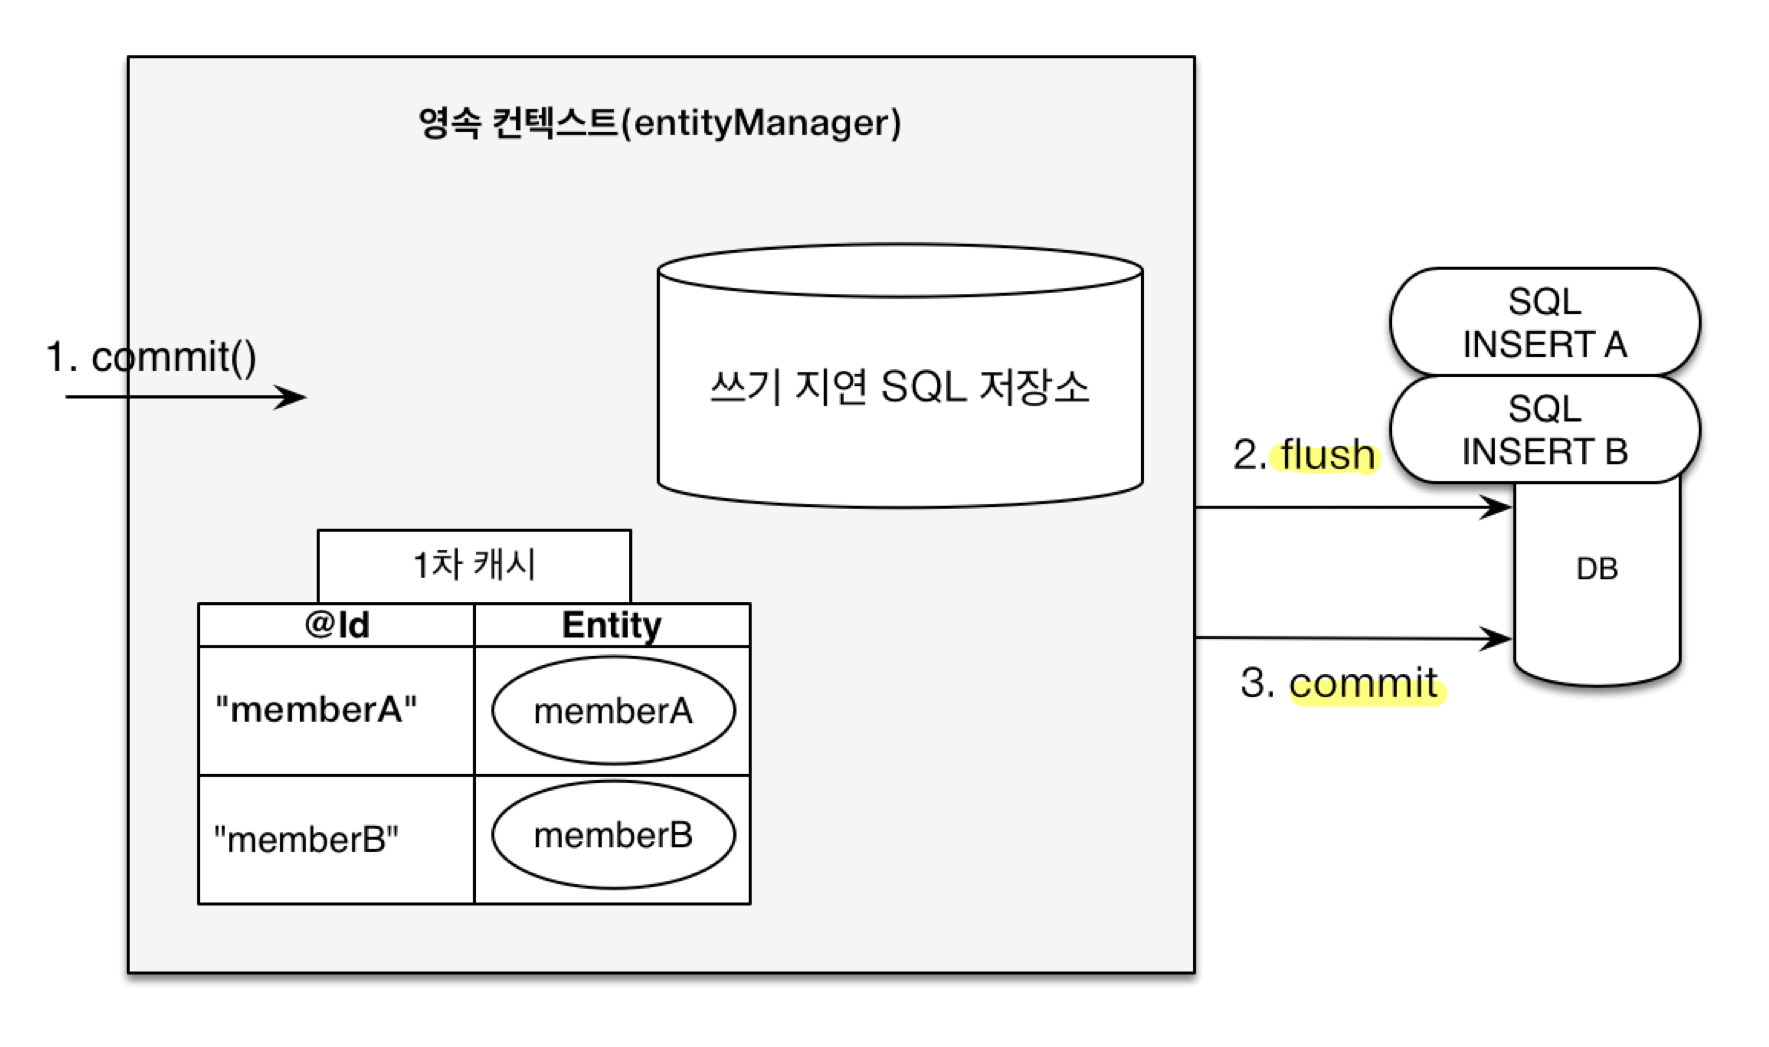 영속 컨텍스트(entityManager)
1. commit()
쓰기 지연 SQL 저장소
SQL
INSERT A
SQL
INSERT B
2. flush
DB
3. commit
1차 캐시
@Id Entity
"memberA" memberA
"memberB" memberB